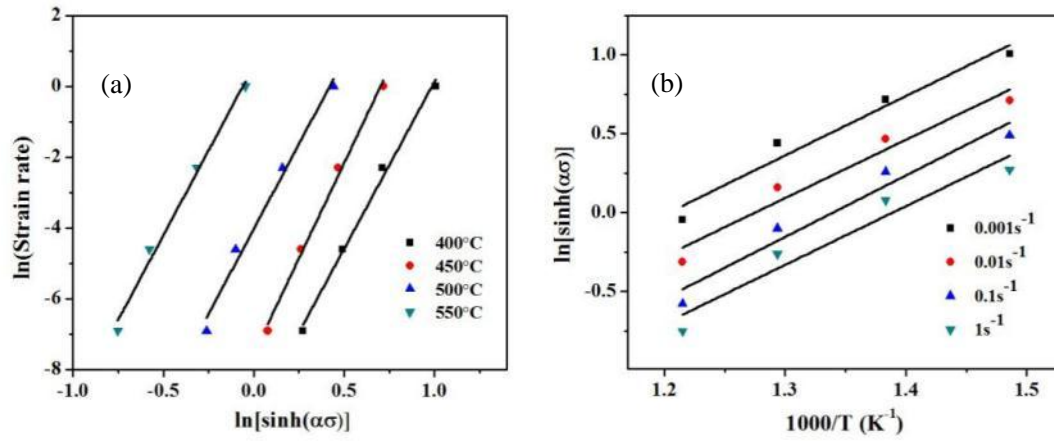 (a)
2
0
-2
-4
-6
-8
ln(Strain rate)
400°C
450°C
500°C
550°C
-1.0 -0.5 0.0 0.5 1.0
ln[sinh(ασ)]
(b)
1.0
0.5
0.0
-0.5
ln[sinh(ασ)]
0.001s⁻¹
0.01s⁻¹
0.1s⁻¹
1s⁻¹
1.2 1.3 1.4 1.5
1000/T (K⁻¹)